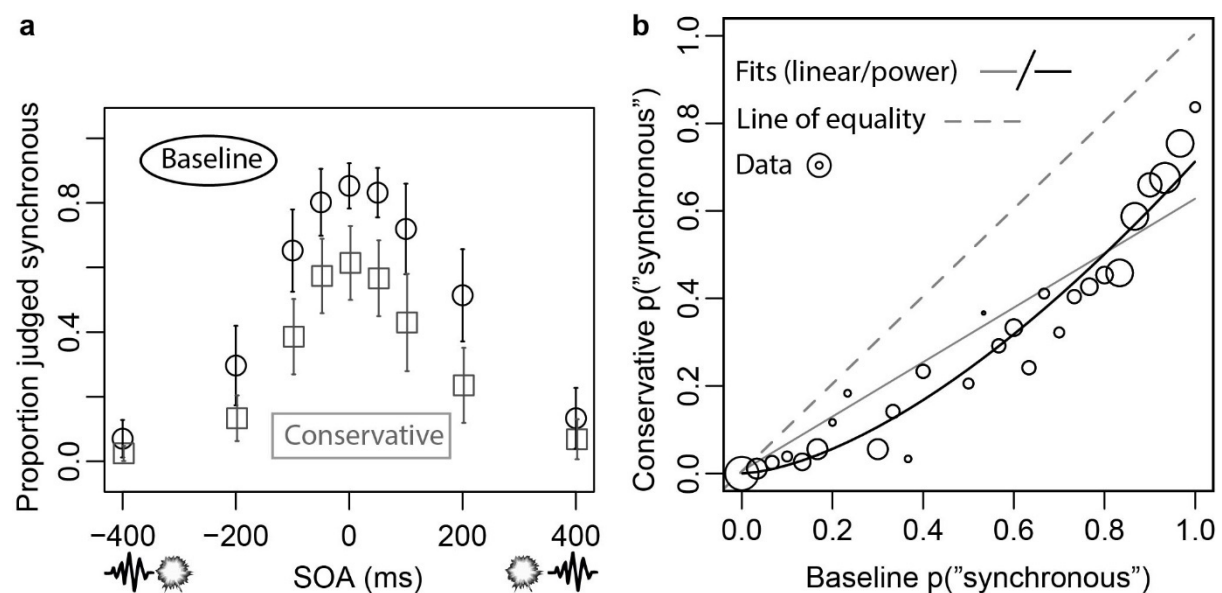 a
Proportion judged synchronous
0.0 0.4 0.8
Baseline
Conservative
−400 −200 0 200 400
SOA (ms)
b
Conservative p("synchronous")
0.0 0.2 0.4 0.6 0.8 1.0
Fits (linear/power)
Line of equality
Data
0.0 0.2 0.4 0.6 0.8 1.0
Baseline p("synchronous")